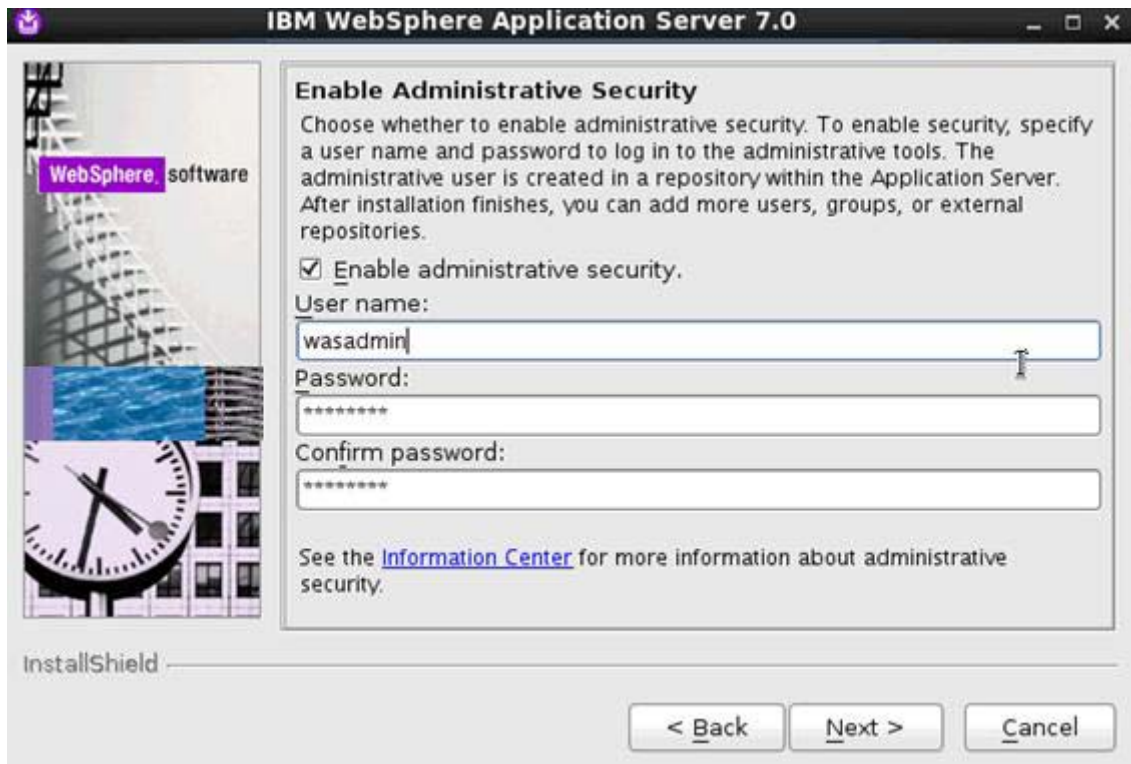 IBM WebSphere Application Server 7.0
WebSphere. software
Enable Administrative Security
Choose whether to enable administrative security. To enable security, specify
a user name and password to log in to the administrative tools. The
administrative user is created in a repository within the Application Server.
After installation finishes, you can add more users, groups, or external
repositories.
Enable administrative security.
User name:
wasadmin
Password:
********
Confirm password:
********
See the Information Center for more information about administrative
security.
InstallShield
< Back
Next >
Cancel